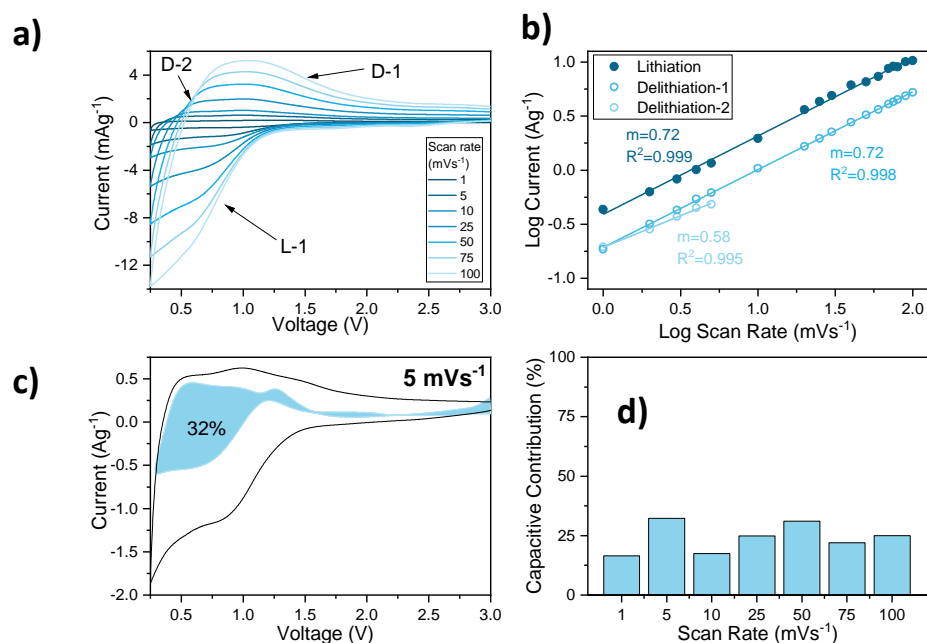 a)
D-2
D-1
L-1
4
0
-4
-8
-12
Current (mAg⁻¹)
0.5
1.0
1.5
2.0
2.5
3.0
Voltage (V)
Scan rate
(mVs⁻¹)
1
5
10
25
50
75
100
b)
Lithiation
Delithiation-1
Delithiation-2
m=0.72
R²=0.999
m=0.72
R²=0.998
m=0.58
R²=0.995
1.0
0.5
0.0
-0.5
-1.0
Log Current (Ag⁻¹)
0.0
0.5
1.0
1.5
2.0
Log Scan Rate (mVs⁻¹)
c)
5 mVs⁻¹
32%
0.5
0.0
-0.5
-1.0
-1.5
-2.0
Current (Ag⁻¹)
0.5
1.0
1.5
2.0
2.5
3.0
Voltage (V)
d)
100
75
50
25
0
Capacitive Contribution (%)
1
5
10
25
50
75
100
Scan Rate (mVs⁻¹)